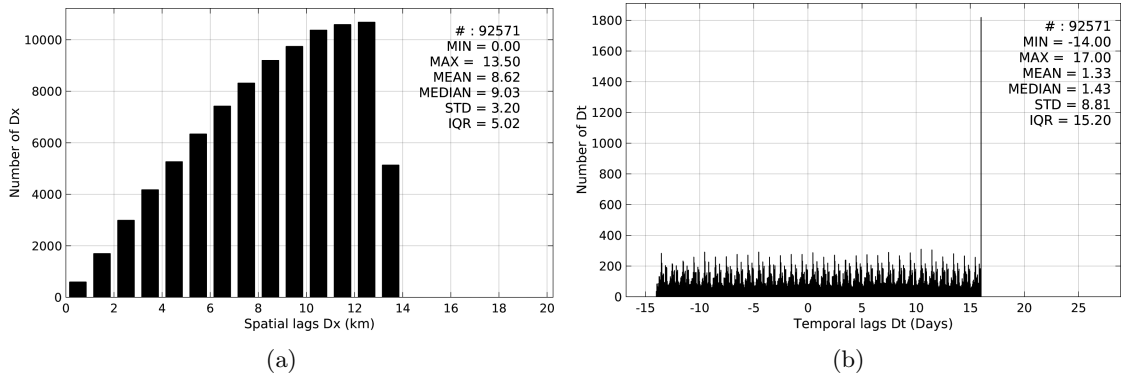 10000
8000
6000
4000
2000
0
Number of Dx
# : 92571
MIN = 0.00
MAX = 13.50
MEAN = 8.62
MEDIAN = 9.03
STD = 3.20
IQR = 5.02
0 2 4 6 8 10 12 14 16 18 20
Spatial lags Dx (km)
(a)
1800
1600
1400
1200
1000
800
600
400
200
0
Number of Dt
# : 92571
MIN = -14.00
MAX = 17.00
MEAN = 1.33
MEDIAN = 1.43
STD = 8.81
IQR = 15.20
-15 -10 -5 0 5 10 15 20 25
Temporal lags Dt (Days)
(b)